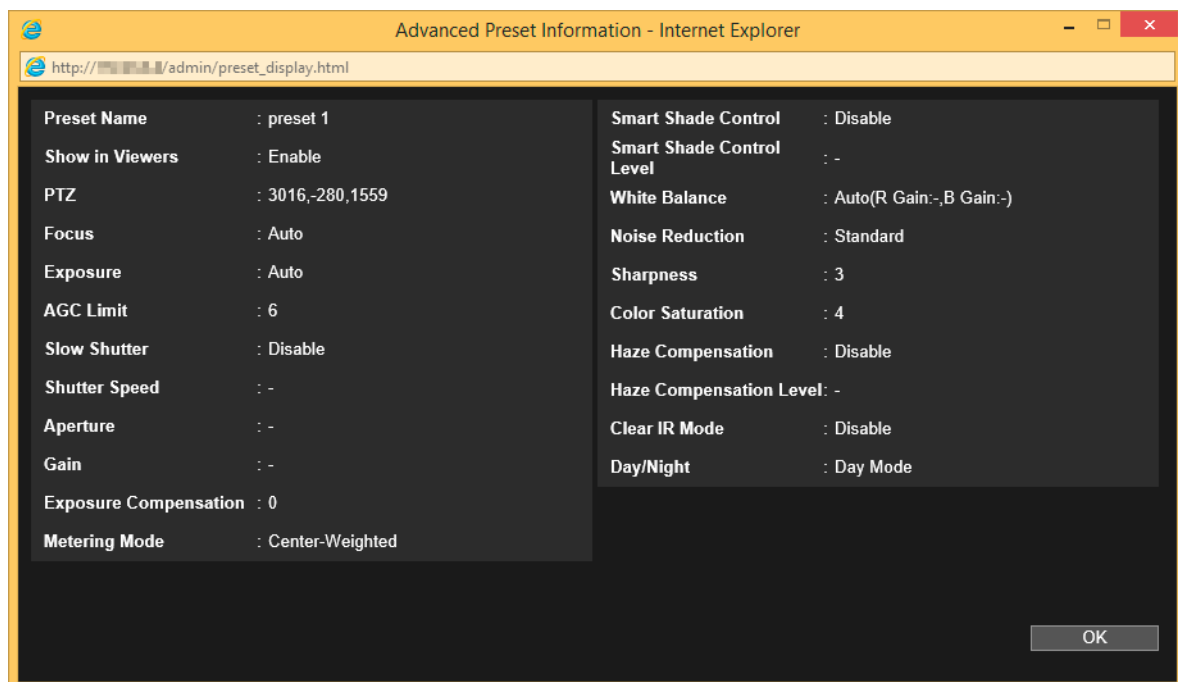 Advanced Preset Information - Internet Explorer
http:// /admin/preset_display.html
Preset Name : preset 1
Show in Viewers : Enable
PTZ : 3016,-280,1559
Focus : Auto
Exposure : Auto
AGC Limit : 6
Slow Shutter : Disable
Shutter Speed : -
Aperture : -
Gain : -
Exposure Compensation : 0
Metering Mode : Center-Weighted
Smart Shade Control : Disable
Smart Shade Control
Level : -
White Balance : Auto(R Gain:-,B Gain:-)
Noise Reduction : Standard
Sharpness : 3
Color Saturation : 4
Haze Compensation : Disable
Haze Compensation Level: -
Clear IR Mode : Disable
Day/Night : Day Mode
OK